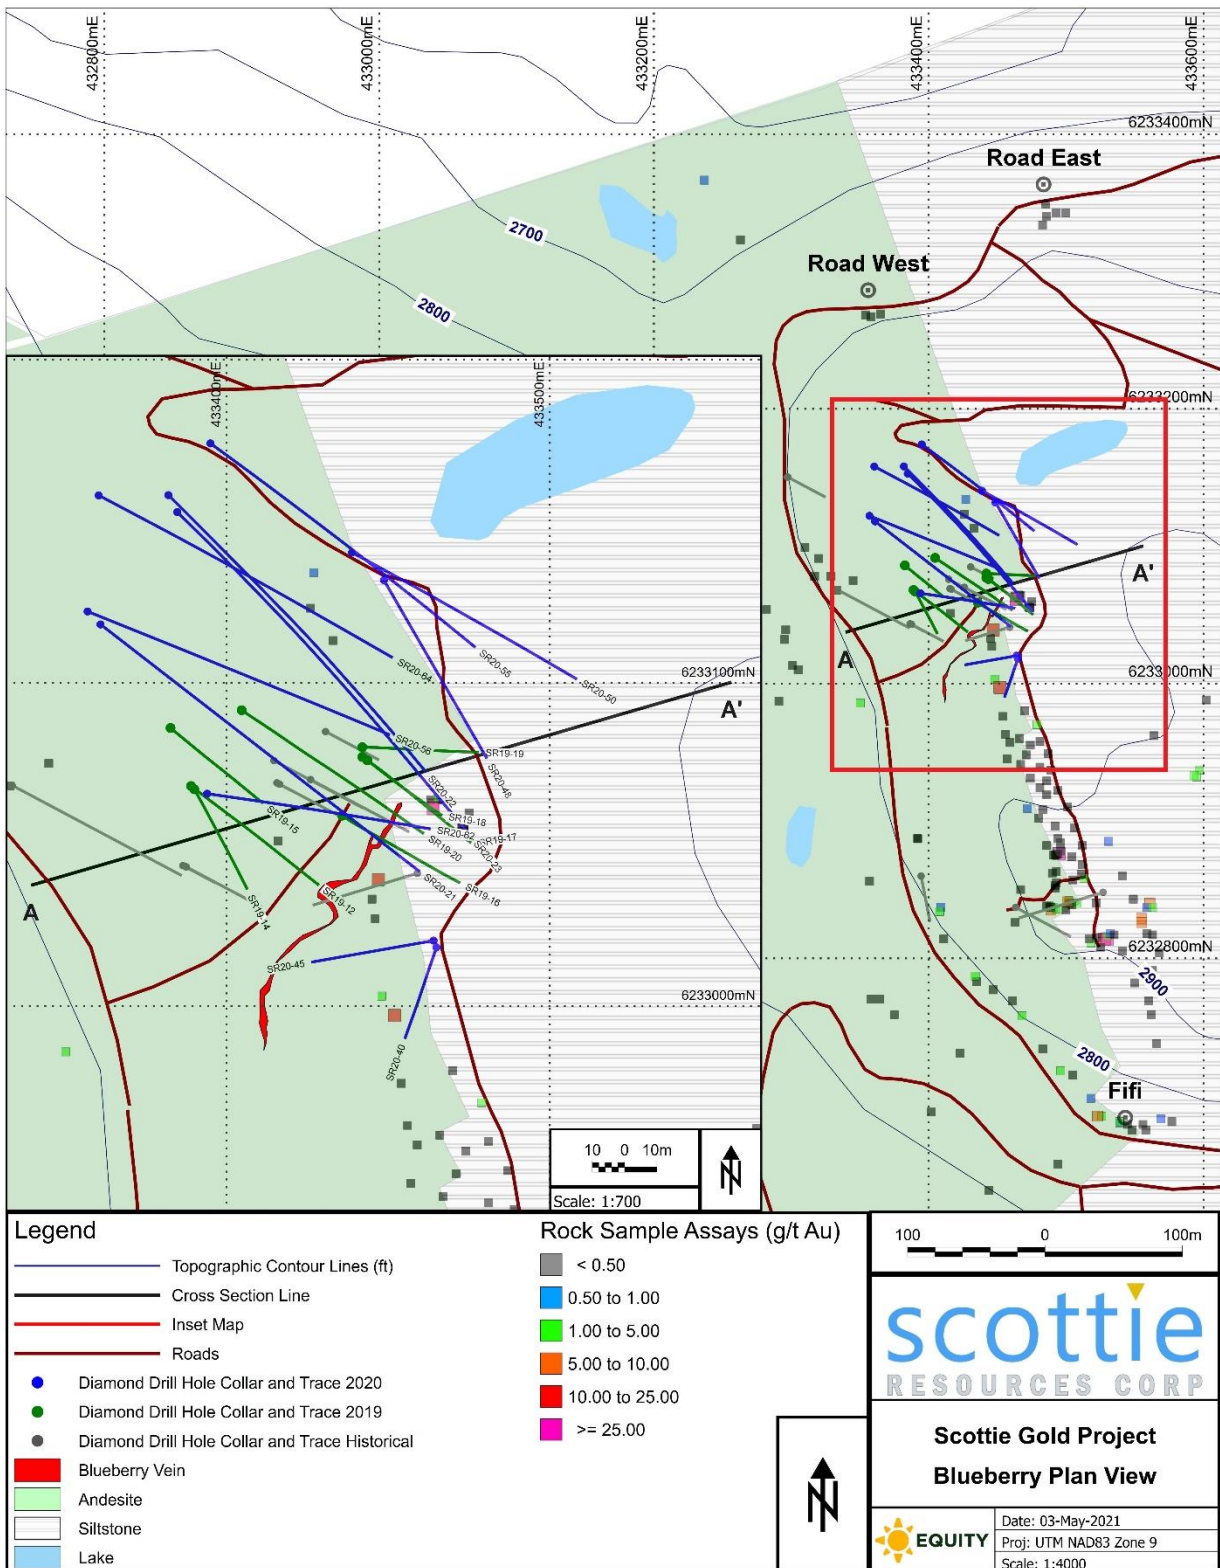 432800mE
433000mE
433200mE
433400mE
433600mE
6233400mN
Road East
2700
Road West
2800
433400mE
433500mE
6233200mN
A'
A
6233000mN
SR20-64
SR20-55
SR20-50
6233100mN
A'
SR20-56
SR19-19
SR20-48
SR20-22
SR19-18
SR19-15
SR20-62
SR19-17
SR19-20
SR20-23
SR20-21
SR19-16
SR19-12
SR19-14
A
SR20-45
6233000mN
SR20-40
6232800mN
2900
2800
Fifi
10 0 10m
Scale: 1:700
N
Legend
Topographic Contour Lines (ft)
Cross Section Line
Inset Map
Roads
Diamond Drill Hole Collar and Trace 2020
Diamond Drill Hole Collar and Trace 2019
Diamond Drill Hole Collar and Trace Historical
Blueberry Vein
Andesite
Siltstone
Lake
Rock Sample Assays (g/t Au)
< 0.50
0.50 to 1.00
1.00 to 5.00
5.00 to 10.00
10.00 to 25.00
>= 25.00
N
100 0 100m
scottie
RESOURCES CORP
Scottie Gold Project
Blueberry Plan View
EQUITY
Date: 03-May-2021
Proj: UTM NAD83 Zone 9
Scale: 1:4000